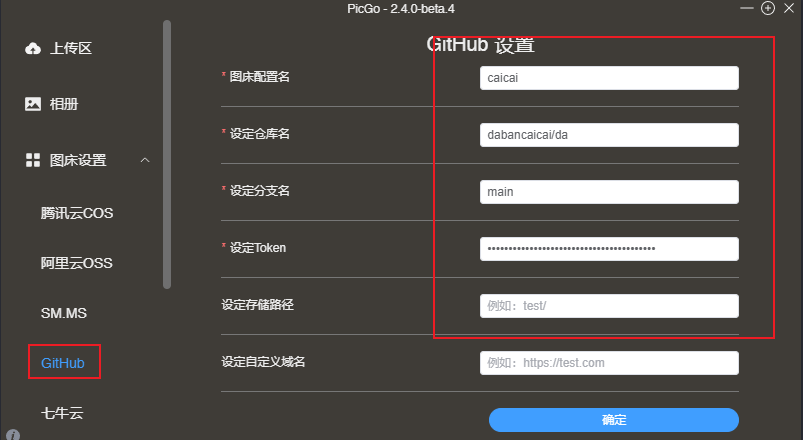 PicGo - 2.4.0-beta.4
上传区
相册
图床设置
腾讯云COS
阿里云OSS
SM.MS
GitHub
七牛云
GitHub 设置
* 图床配置名
caicai
* 设定仓库名
dabancaicai/da
* 设定分支名
main
* 设定Token
设定存储路径
例如：test/
设定自定义域名
例如：https://test.com
确定